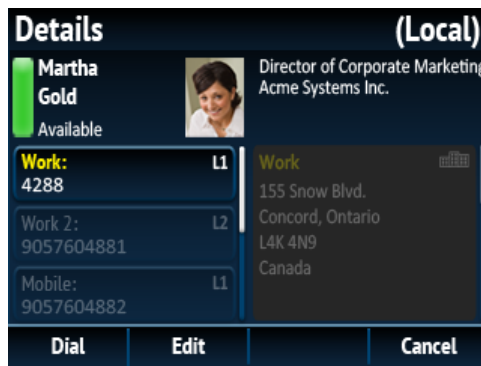 Details (Local)
Martha
Gold
Available
Director of Corporate Marketing
Acme Systems Inc.
Work: L1
4288
Work 2: L2
9057604881
Mobile: L1
9057604882
Work
155 Snow Blvd.
Concord, Ontario
L4K 4N9
Canada
Dial Edit Cancel